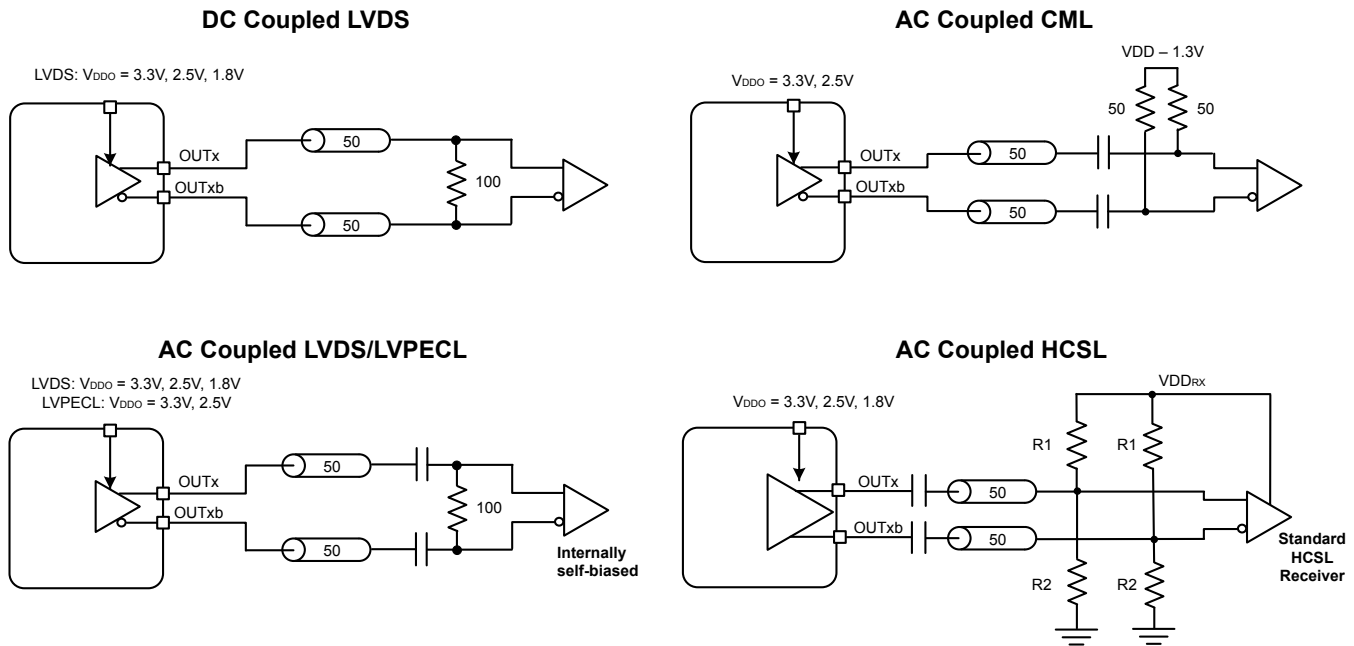 DC Coupled LVDS
LVDS: VDDO = 3.3V, 2.5V, 1.8V
OUTx
OUTxb
50
50
100
AC Coupled CML
VDD – 1.3V
VDDO = 3.3V, 2.5V
50
50
OUTx
OUTxb
50
50
AC Coupled LVDS/LVPECL
LVDS: VDDO = 3.3V, 2.5V, 1.8V
LVPECL: VDDO = 3.3V, 2.5V
OUTx
OUTxb
50
50
100
Internally
self-biased
AC Coupled HCSL
VDDRX
VDDO = 3.3V, 2.5V, 1.8V
R1
R1
OUTx
OUTxb
50
50
R2
R2
Standard
HCSL
Receiver